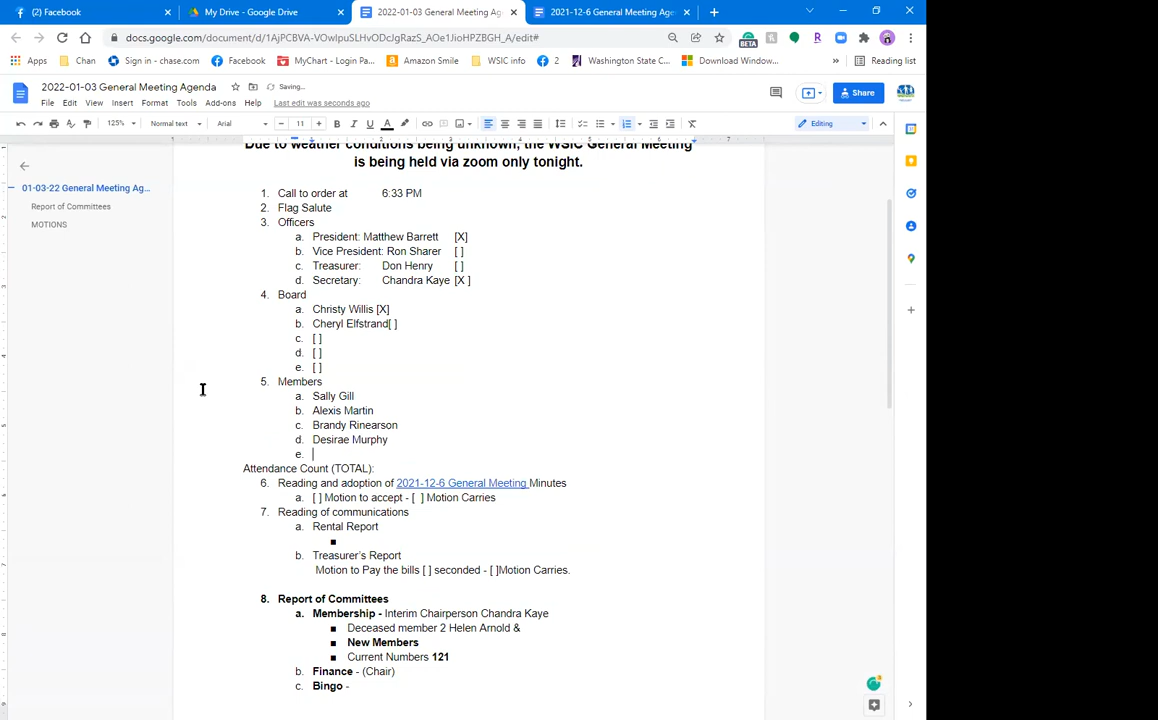 (2) Facebook
My Drive - Google Drive
2022-01-03 General Meeting Ag
2021-12-6 General Meeting Age
docs.google.com/document/d/1AjPCBVA-VOwIpuSLHvODcJgRazS_AOe1JioHPZBGH_A/edit#
BETA
Apps
Chan
Sign in - chase.com
Facebook
MyChart - Login Pa...
Amazon Smile
WSIC info
2
Washington State C...
Download Window...
»
Reading list
2022-01-03 General Meeting Agenda
Saving...
File Edit View Insert Format Tools Add-ons Help Last edit was seconds ago
Share
125% Normal text Arial 11 B I U A Editing
Due to weather conditions being unknown, the WSIC General Meeting
is being held via zoom only tonight.
01-03-22 General Meeting Ag...
Report of Committees
MOTIONS
1. Call to order at 6:33 PM
2. Flag Salute
3. Officers
a. President: Matthew Barrett [X]
b. Vice President: Ron Sharer [ ]
c. Treasurer: Don Henry [ ]
d. Secretary: Chandra Kaye [X ]
4. Board
a. Christy Willis [X]
b. Cheryl Elfstrand[ ]
c. [ ]
d. [ ]
e. [ ]
5. Members
a. Sally Gill
b. Alexis Martin
c. Brandy Rinearson
d. Desirae Murphy
e.
Attendance Count (TOTAL):
6. Reading and adoption of 2021-12-6 General Meeting Minutes
a. [ ] Motion to accept - [ ] Motion Carries
7. Reading of communications
a. Rental Report
■
b. Treasurer's Report
Motion to Pay the bills [ ] seconded - [ ]Motion Carries.
8. Report of Committees
a. Membership - Interim Chairperson Chandra Kaye
■ Deceased member 2 Helen Arnold &
■ New Members
■ Current Numbers 121
b. Finance - (Chair)
c. Bingo -